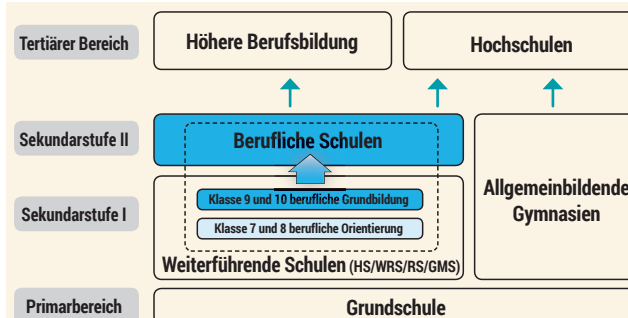 Tertiärer Bereich
Höhere Berufsbildung
Hochschulen
Sekundarstufe II
Berufliche Schulen
Sekundarstufe I
Klasse 9 und 10 berufliche Grundbildung
Klasse 7 und 8 berufliche Orientierung
Weiterführende Schulen (HS/WRS/RS/GMS)
Allgemeinbildende
Gymnasien
Primarbereich
Grundschule